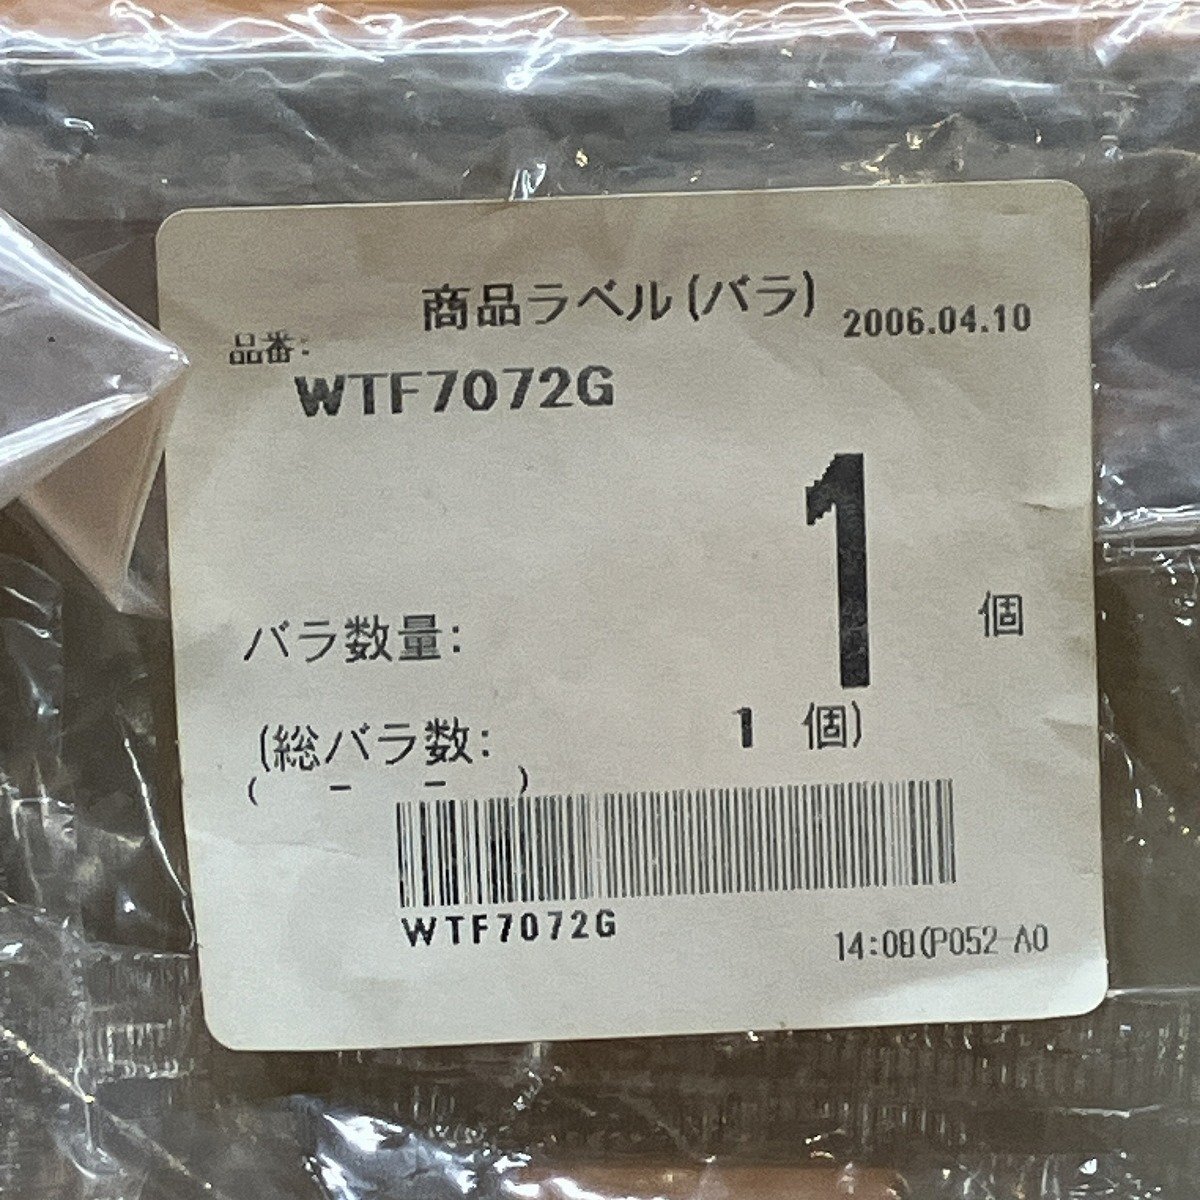 商品ラベル(バラ) 2006.04.10
品番:
WTF7072G
バラ数量: 1 個
(総バラ数: 1 個)
( - - )
WTF7072G
14:08(P052-A0